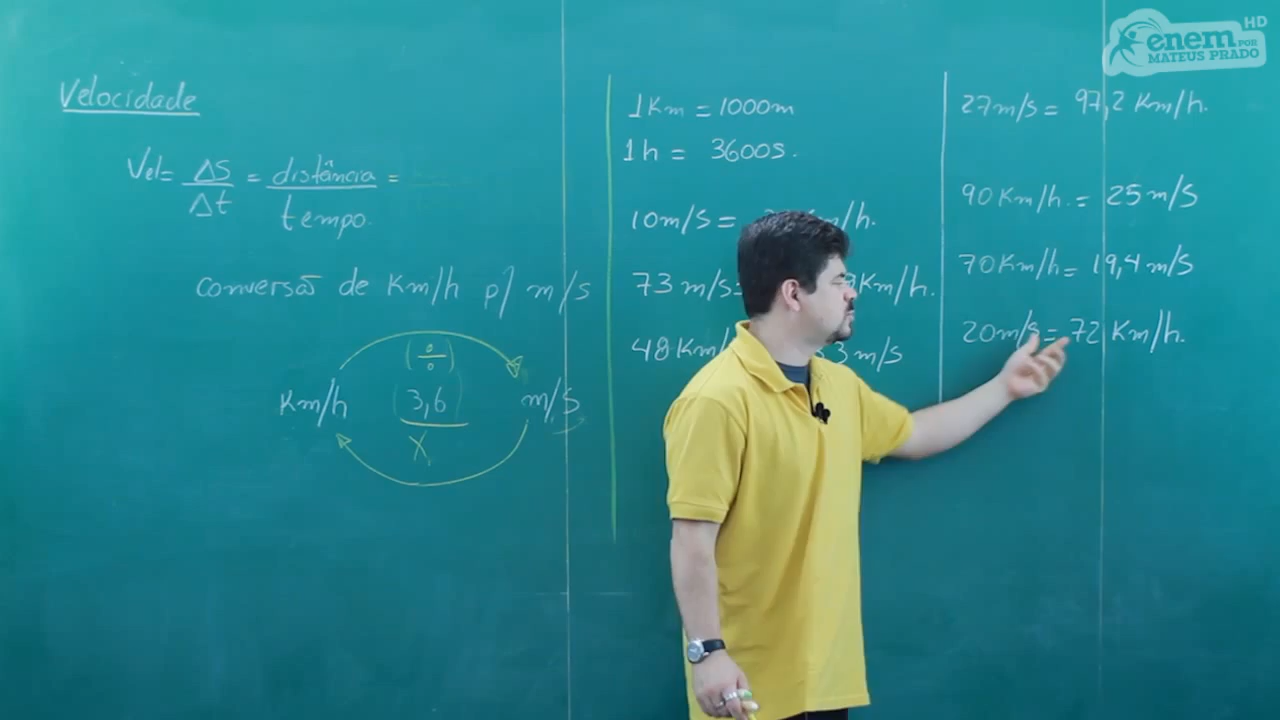 Velocidade
Vel= ΔS/Δt = distância/tempo. =
conversão de Km/h p/ m/s
(÷)
Km/h (3,6) m/s
X
1Km = 1000m
1h = 3600s.
10m/s = Km/h.
73 m/s= Km/h.
48 Km/ 3 m/s
27m/s = 97,2 Km/h.
90 Km/h. = 25 m/s
70 Km/h = 19,4 m/s
20m/s = 72 Km/h.
enem HD
POR
MATEUS PRADO